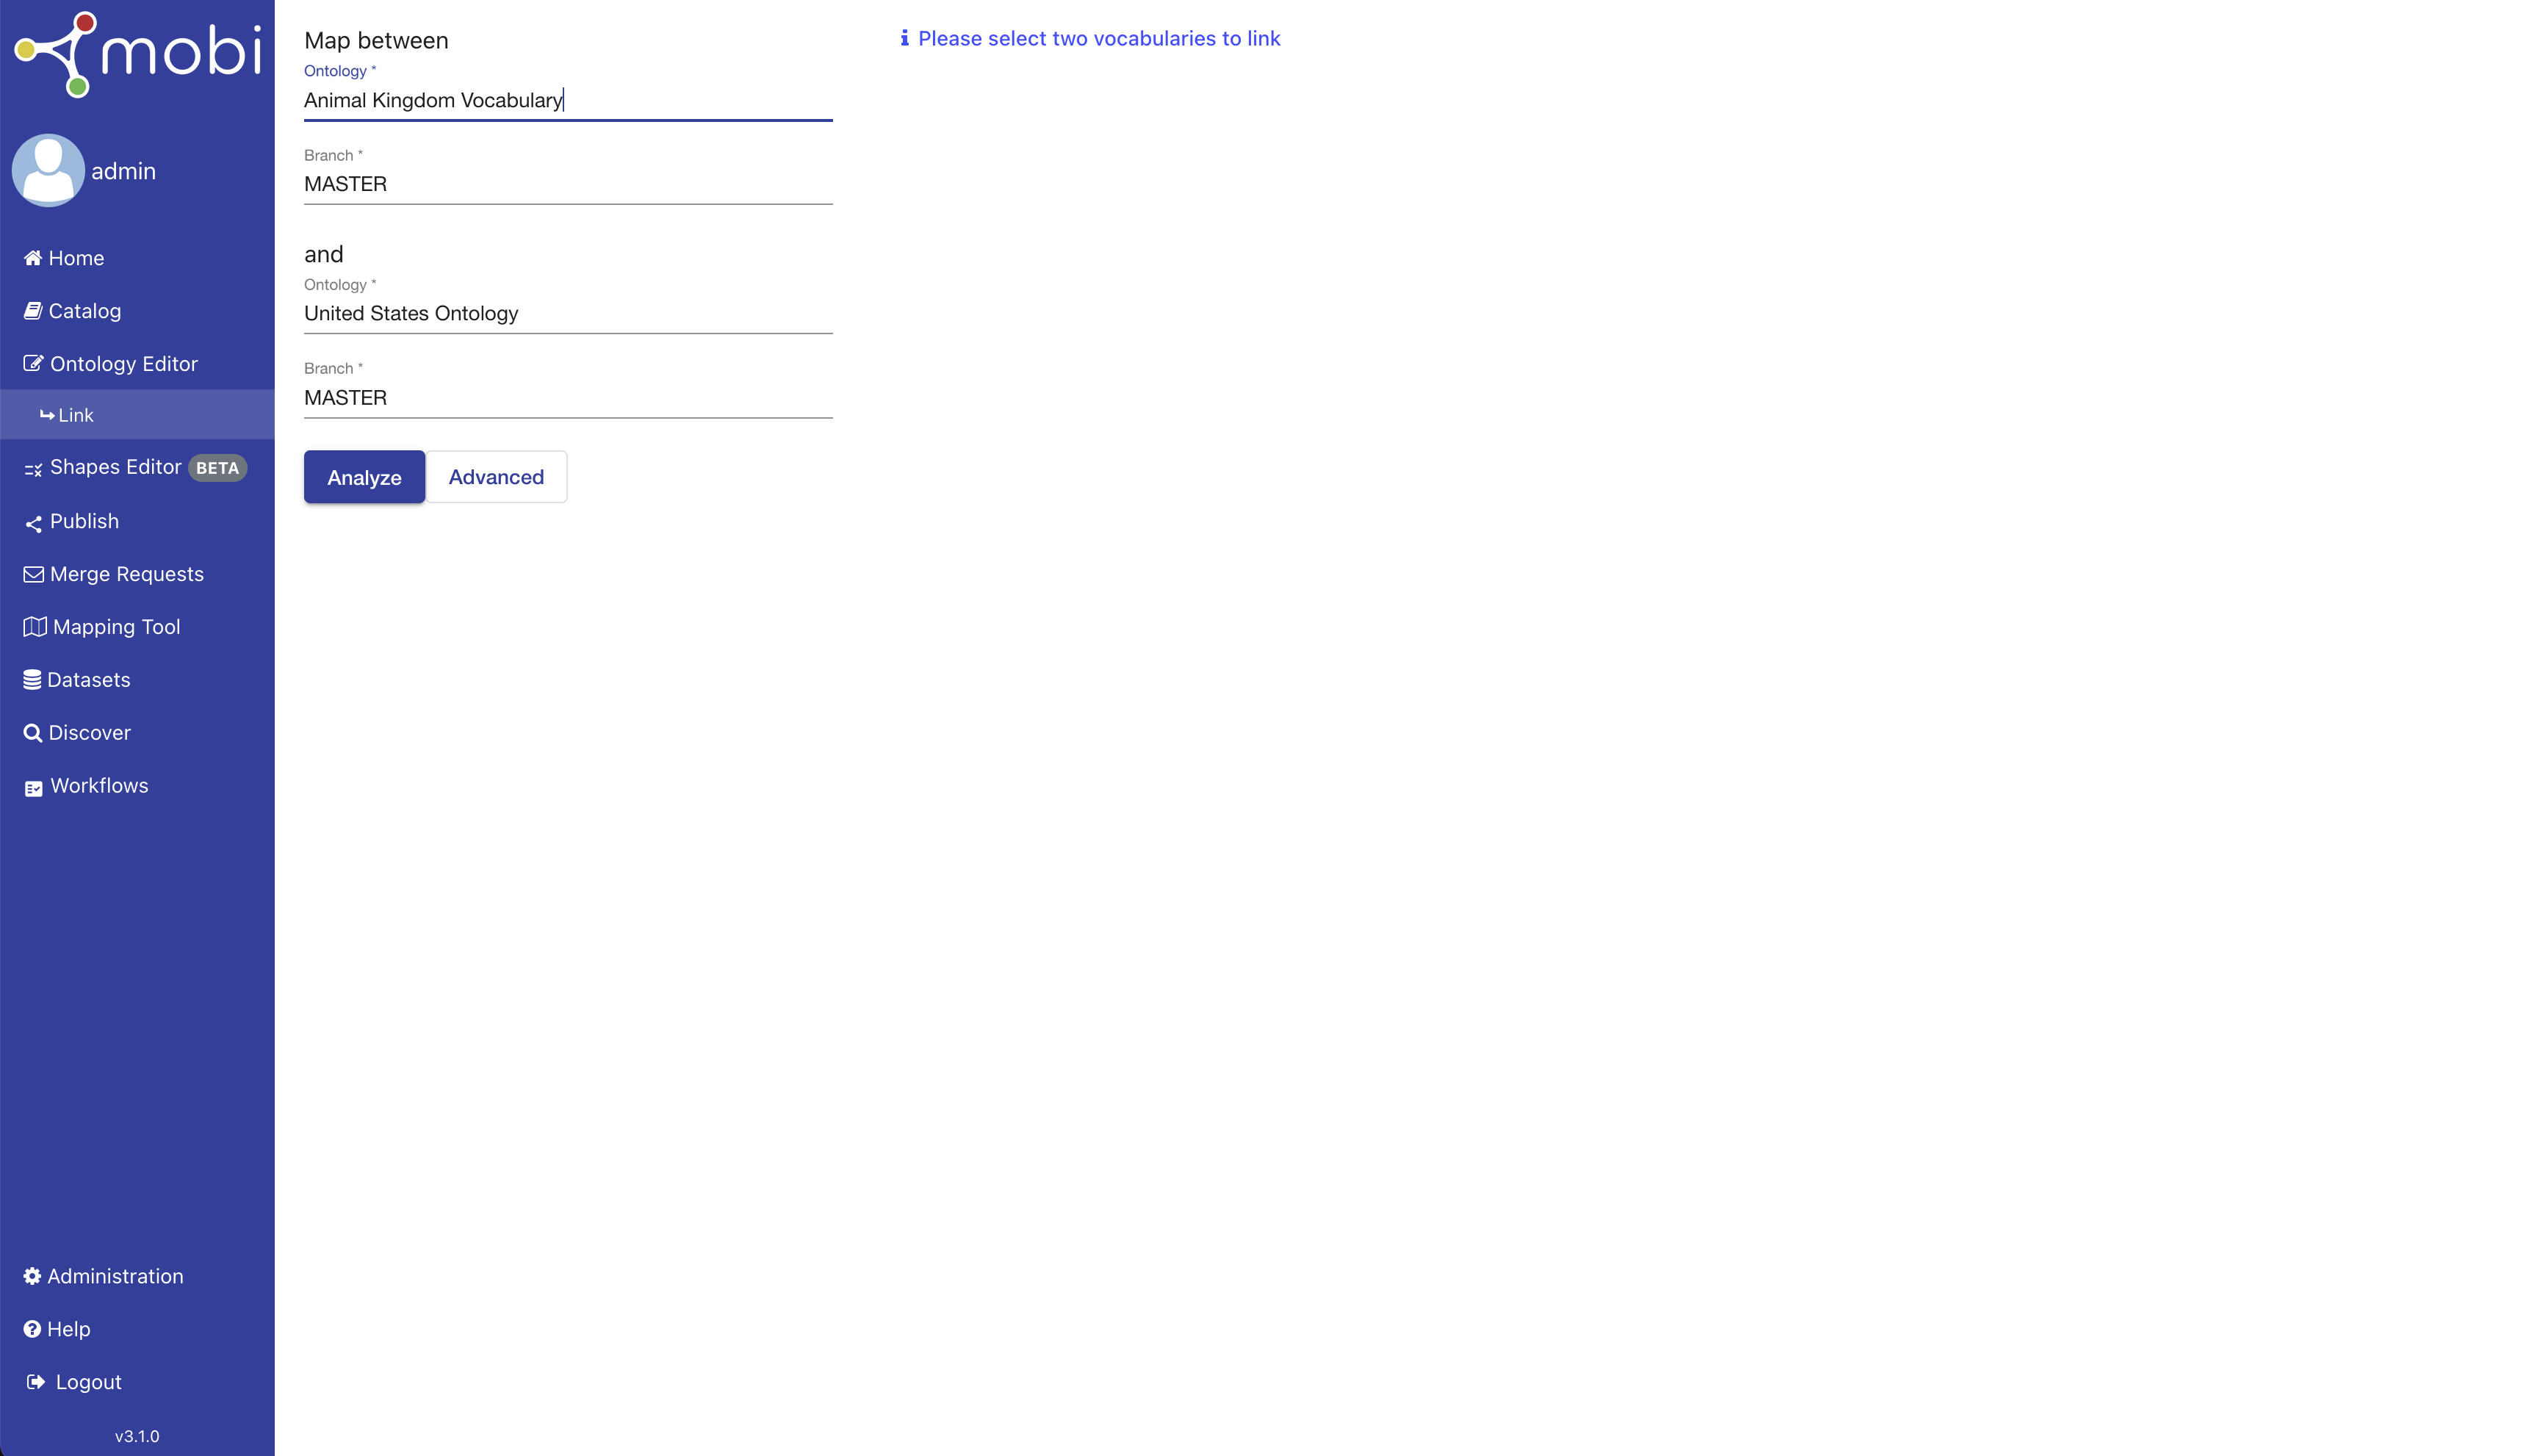 mobi
admin
Home
Catalog
Ontology Editor
Link
Shapes Editor BETA
Publish
Merge Requests
Mapping Tool
Datasets
Discover
Workflows
Administration
Help
Logout
v3.1.0
Map between
Ontology *
Animal Kingdom Vocabulary
Branch *
MASTER
and
Ontology *
United States Ontology
Branch *
MASTER
Analyze Advanced
Please select two vocabularies to link